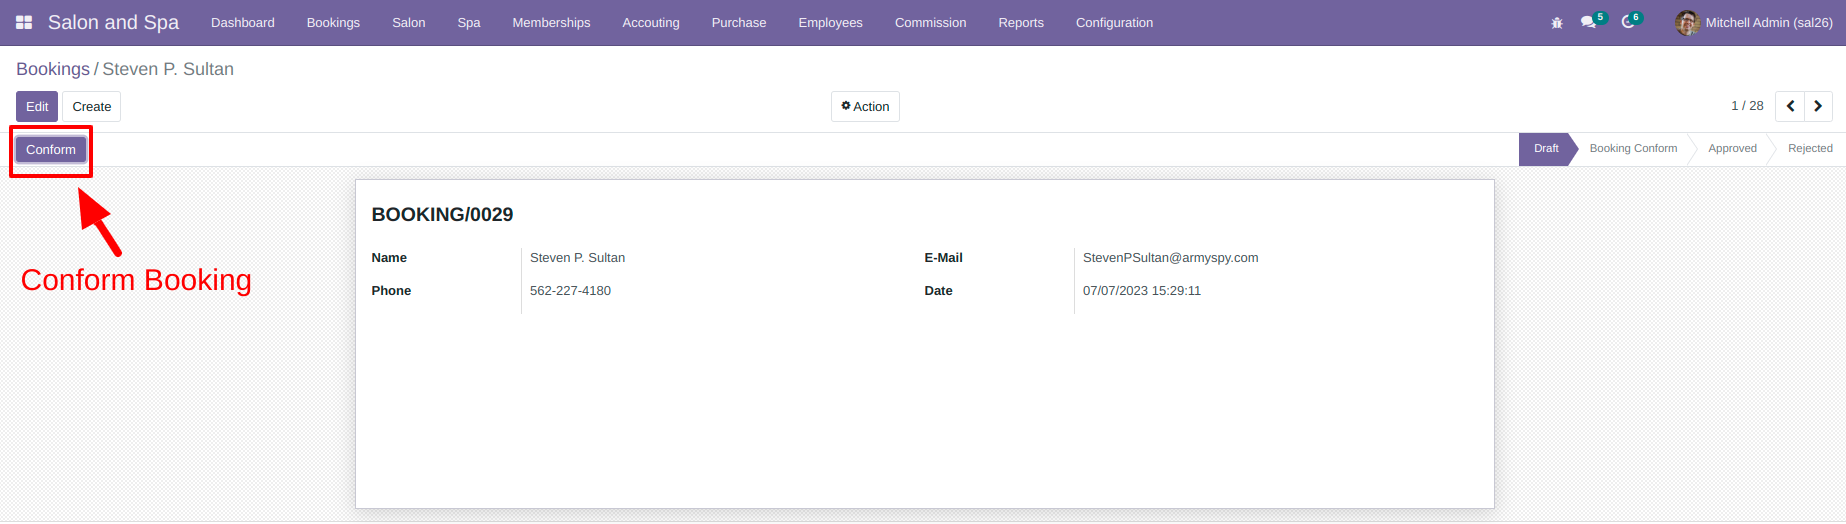 Salon and Spa Dashboard Bookings Salon Spa Memberships Accouting Purchase Employees Commission Reports Configuration 5 6 Mitchell Admin (sal26)
Bookings / Steven P. Sultan
Edit Create Action 1 / 28
Conform Draft Booking Conform Approved Rejected
BOOKING/0029
Name Steven P. Sultan E-Mail StevenPSultan@armyspy.com
Conform Booking
Phone 562-227-4180 Date 07/07/2023 15:29:11